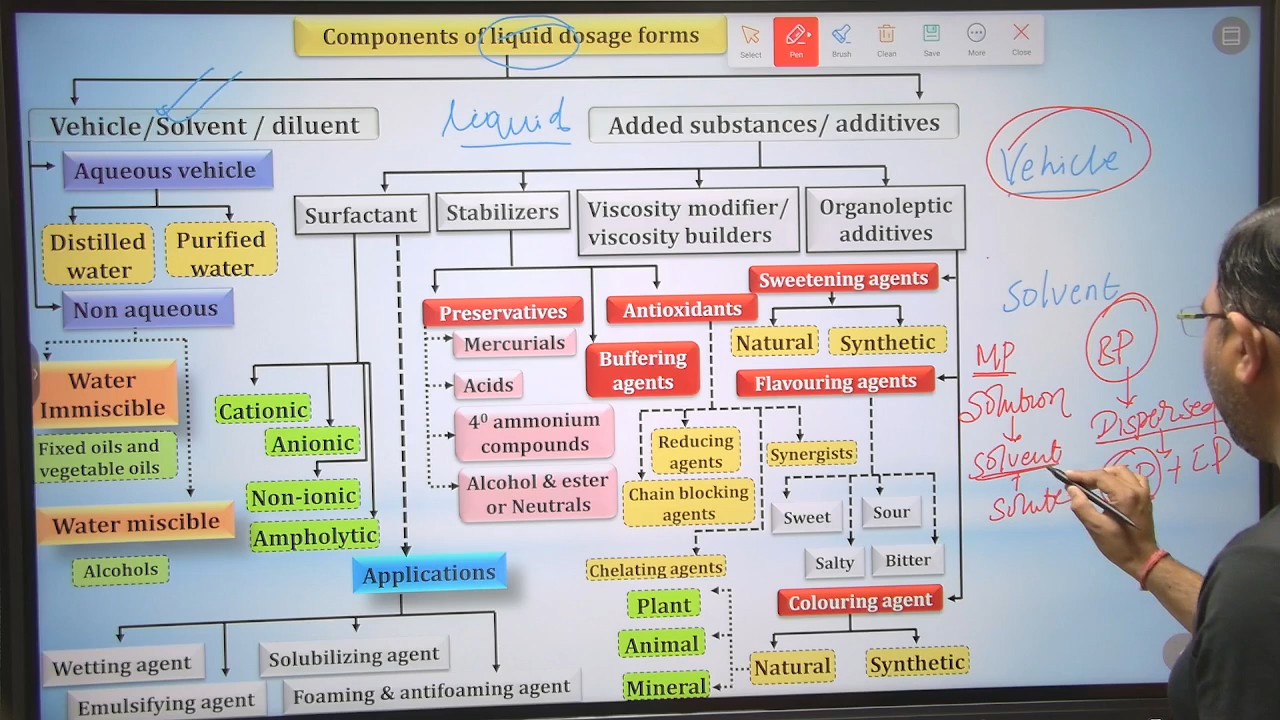 Components of liquid dosage forms
Select
Pen
Brush
Clean
Save
More
Close
Vehicle/Solvent / diluent
liquid
Added substances/ additives
Vehicle
Aqueous vehicle
Distilled
water
Purified
water
Non aqueous
Water
Immiscible
Fixed oils and
vegetable oils
Water miscible
Alcohols
Surfactant
Stabilizers
Viscosity modifier/
viscosity builders
Organoleptic
additives
Cationic
Anionic
Non-ionic
Ampholytic
Applications
Wetting agent
Emulsifying agent
Solubilizing agent
Foaming & antifoaming agent
Preservatives
Mercurials
Acids
4⁰ ammonium
compounds
Alcohol & ester
or Neutrals
Buffering
agents
Antioxidants
Reducing
agents
Chain blocking
agents
Synergists
Chelating agents
Sweetening agents
Natural
Synthetic
Flavouring agents
Sweet
Sour
Salty
Bitter
Colouring agent
Natural
Synthetic
Plant
Animal
Mineral
Solvent
MP
Solution
Solvent
Solute
BP
+ IP